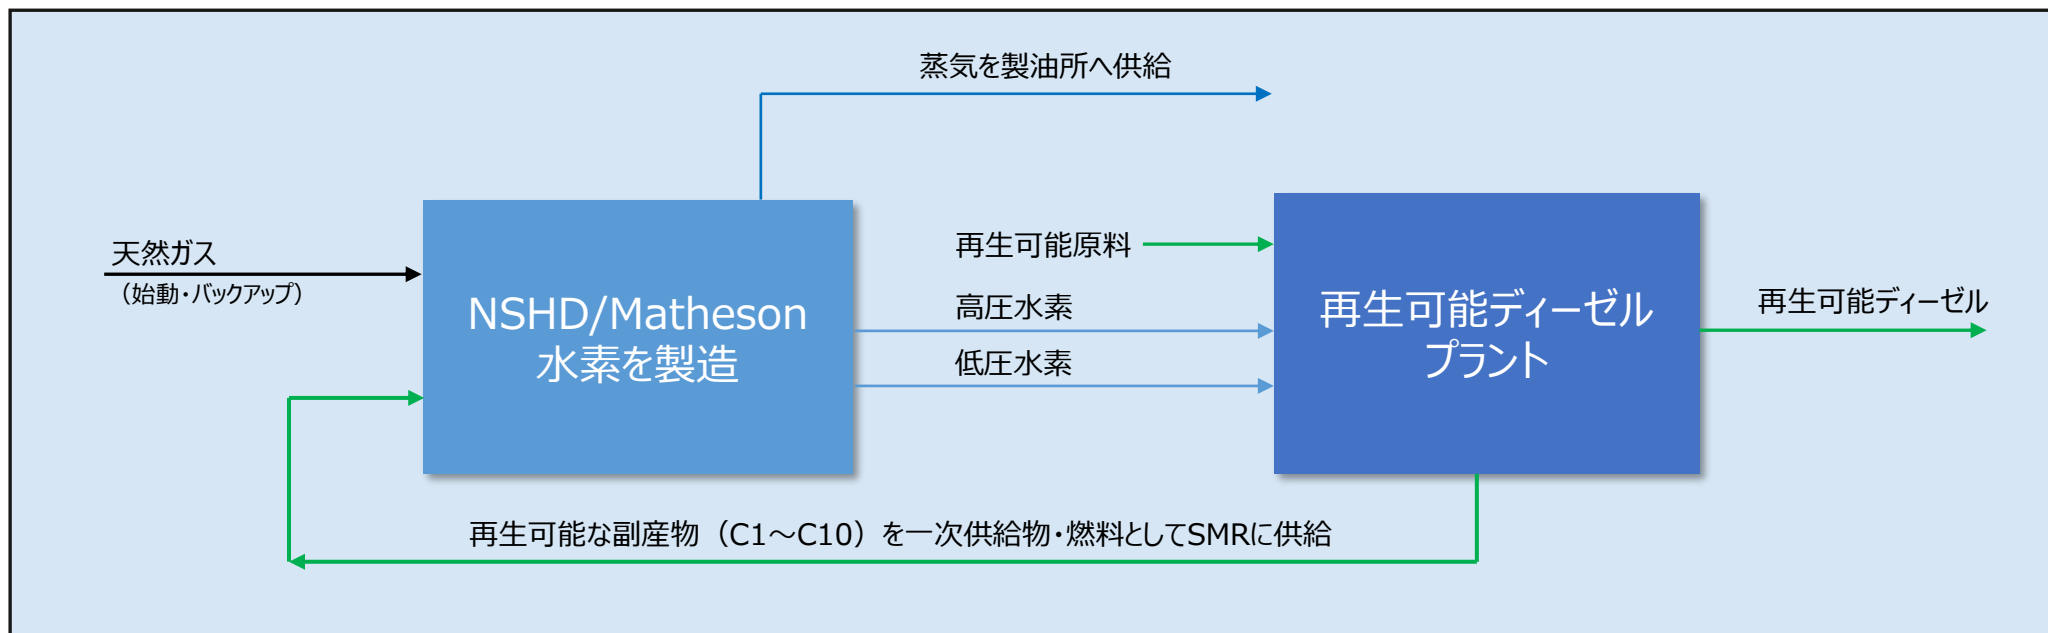 蒸気を製油所へ供給
天然ガス
（始動・バックアップ）
NSHD/Matheson
水素を製造
再生可能原料
高圧水素
低圧水素
再生可能ディーゼル
プラント
再生可能ディーゼル
再生可能な副産物（C1～C10）を一次供給物・燃料としてSMRに供給